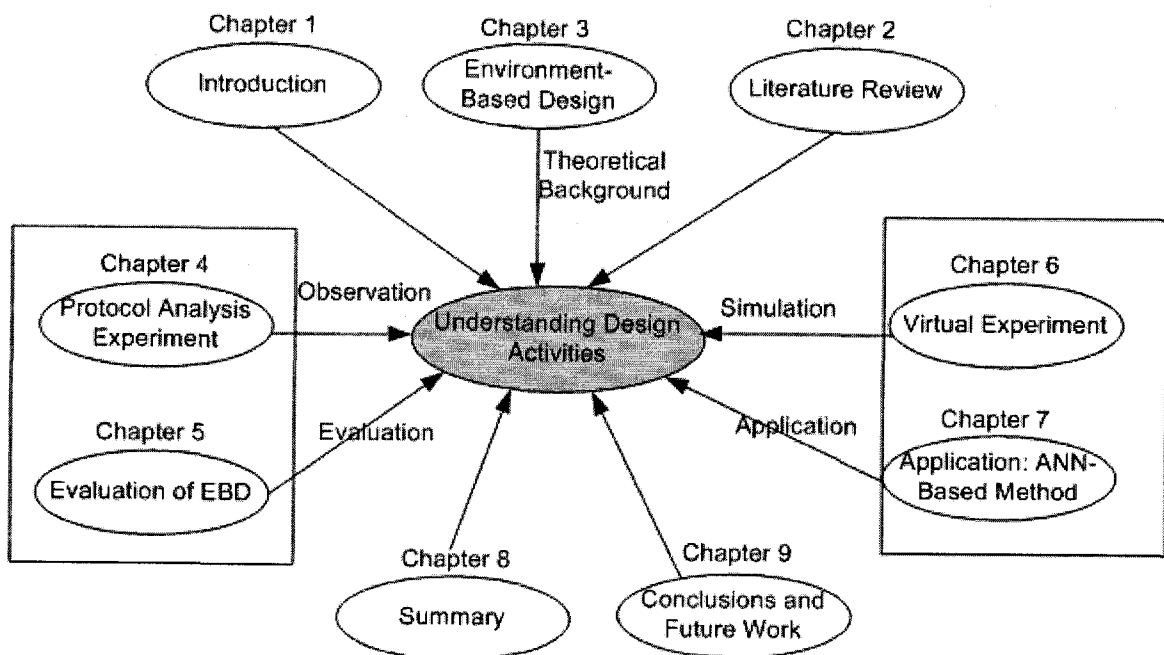 Chapter 1
Introduction
Chapter 3
Environment-
Based Design
Chapter 2
Literature Review
Theoretical
Background
Chapter 4
Protocol Analysis
Experiment
Observation
Chapter 5
Evaluation of EBD
Evaluation
Understanding Design
Activities
Simulation
Chapter 6
Virtual Experiment
Application
Chapter 7
Application: ANN-
Based Method
Chapter 8
Summary
Chapter 9
Conclusions and
Future Work